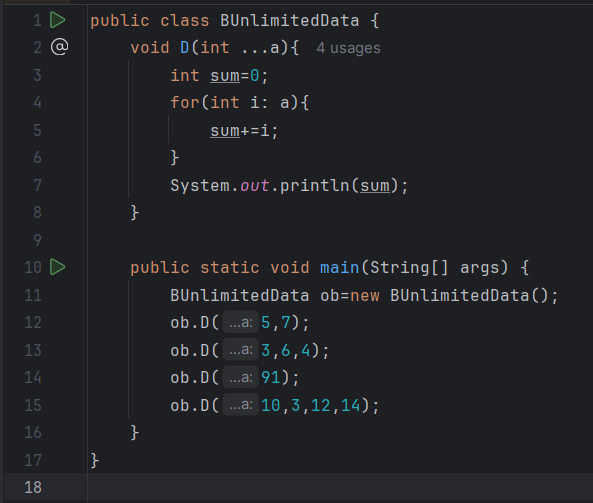 1 public class BUnlimitedData {
2 @ void D(int ...a){ 4 usages
3 int sum=0;
4 for(int i: a){
5 sum+=i;
6 }
7 System.out.println(sum);
8 }
9
10 public static void main(String[] args) {
11 BUnlimitedData ob=new BUnlimitedData();
12 ob.D( ...a: 5,7);
13 ob.D( ...a: 3,6,4);
14 ob.D( ...a: 91);
15 ob.D( ...a: 10,3,12,14);
16 }
17 }
18